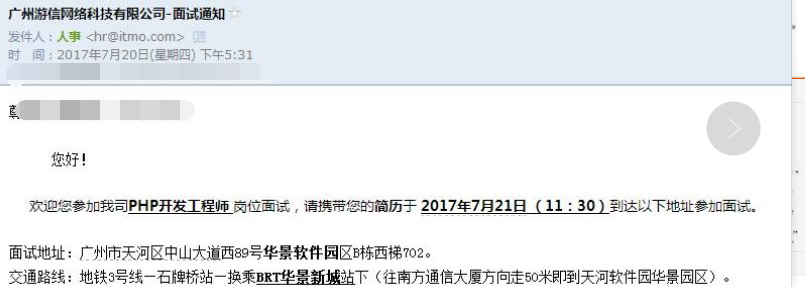 广州游信网络科技有限公司-面试通知
发件人：人事 <hr@itmo.com>
时 间：2017年7月20日(星期四) 下午5:31
尊
您好！
欢迎您参加我司PHP开发工程师 岗位面试，请携带您的简历于 2017年7月21日（11：30）到达以下地址参加面试。
面试地址：广州市天河区中山大道西89号华景软件园区B栋西梯702。
交通路线：地铁3号线—石牌桥站—换乘BRT华景新城站下（往南方通信大厦方向走50米即到天河软件园华景园区）。